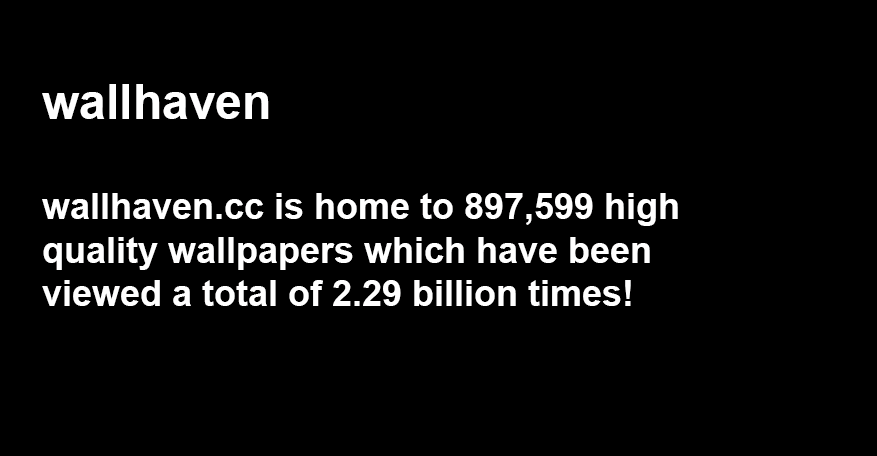 wallhaven
wallhaven.cc is home to 897,599 high
quality wallpapers which have been
viewed a total of 2.29 billion times!